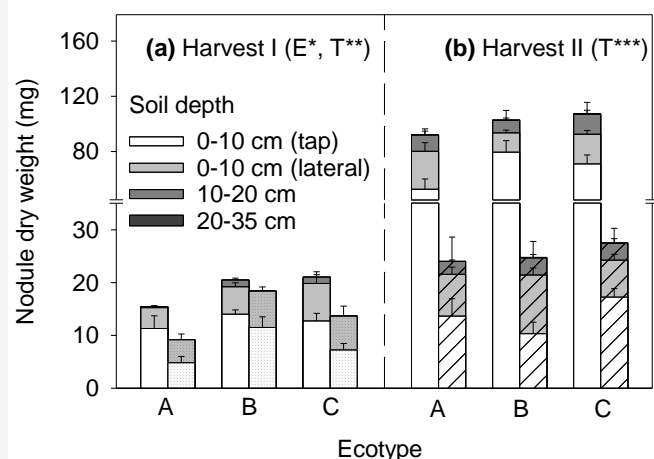 160
120
80
30
20
10
0
Nodule dry weight (mg)
(a) Harvest I (E*, T**)
(b) Harvest II (T***)
Soil depth
0-10 cm (tap)
0-10 cm (lateral)
10-20 cm
20-35 cm
A B C A B C
Ecotype